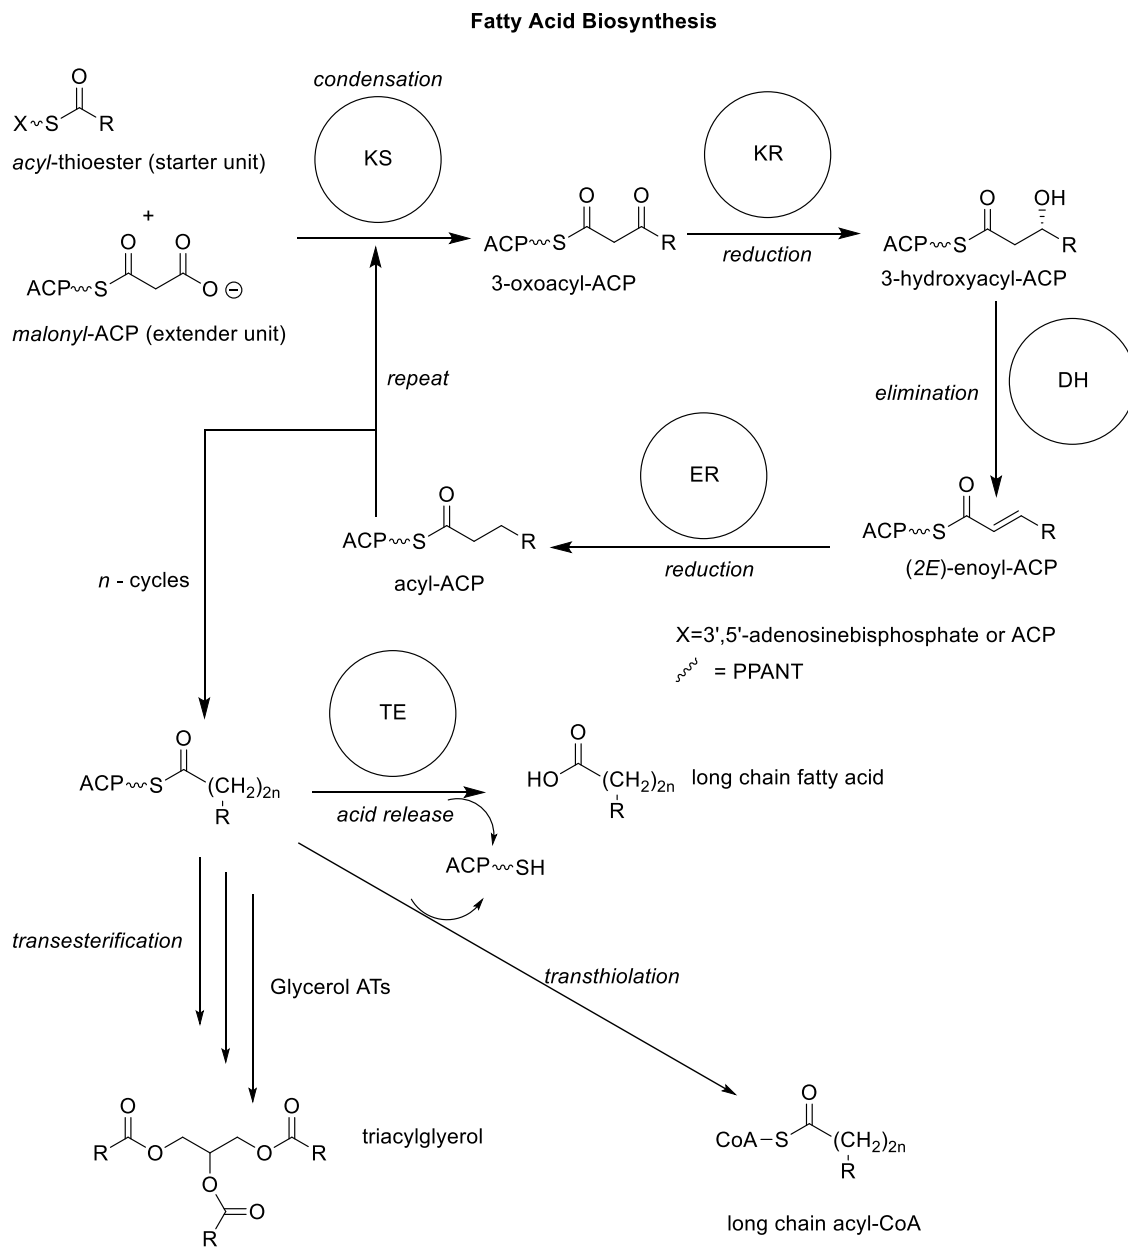 Fatty Acid Biosynthesis
condensation
O
X S R
acyl-thioester (starter unit)
+
O O
ACP S O ⊖
malonyl-ACP (extender unit)
KS
O O
ACP S R
3-oxoacyl-ACP
KR
reduction
O OH
ACP S R
3-hydroxyacyl-ACP
DH
elimination
repeat
ER
reduction
O
ACP S R
(2E)-enoyl-ACP
O
ACP S R
acyl-ACP
n - cycles
X=3',5'-adenosinebisphosphate or ACP
= PPANT
TE
O
ACP S (CH2)2n
R
acid release
O
HO (CH2)2n
R
long chain fatty acid
ACP SH
transesterification
Glycerol ATs
transthiolation
O O
R O O R
O
O
R
triacylglyerol
O
CoA–S (CH2)2n
R
long chain acyl-CoA